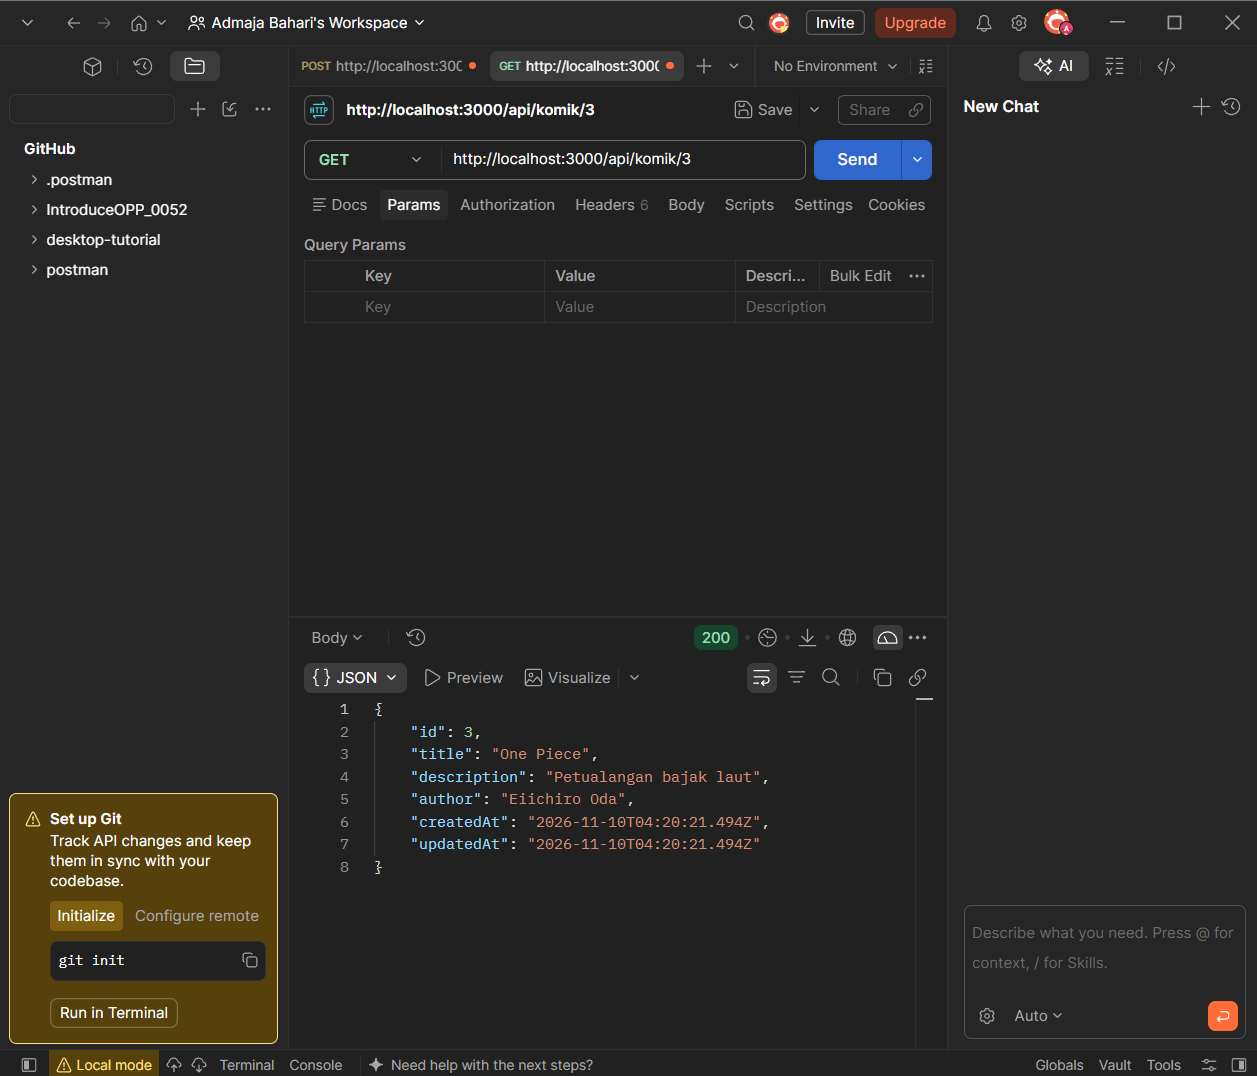 Admaja Bahari's Workspace
Invite
Upgrade
A
POST http://localhost:300
GET http://localhost:3000
No Environment
AI
HTTP
http://localhost:3000/api/komik/3
Save
Share
New Chat
GitHub
.postman
IntroduceOPP_0052
desktop-tutorial
postman
GET
http://localhost:3000/api/komik/3
Send
Docs
Params
Authorization
Headers 6
Body
Scripts
Settings
Cookies
Query Params
Key
Value
Descri...
Bulk Edit
Key
Value
Description
Body
200
{} JSON
Preview
Visualize
1 {
2 "id": 3,
3 "title": "One Piece",
4 "description": "Petualangan bajak laut",
5 "author": "Eiichiro Oda",
6 "createdAt": "2026-11-10T04:20:21.494Z",
7 "updatedAt": "2026-11-10T04:20:21.494Z"
8 }
Set up Git
Track API changes and keep
them in sync with your
codebase.
Initialize
Configure remote
git init
Run in Terminal
Describe what you need. Press @ for
context, / for Skills.
Auto
Local mode
Terminal
Console
Need help with the next steps?
Globals
Vault
Tools